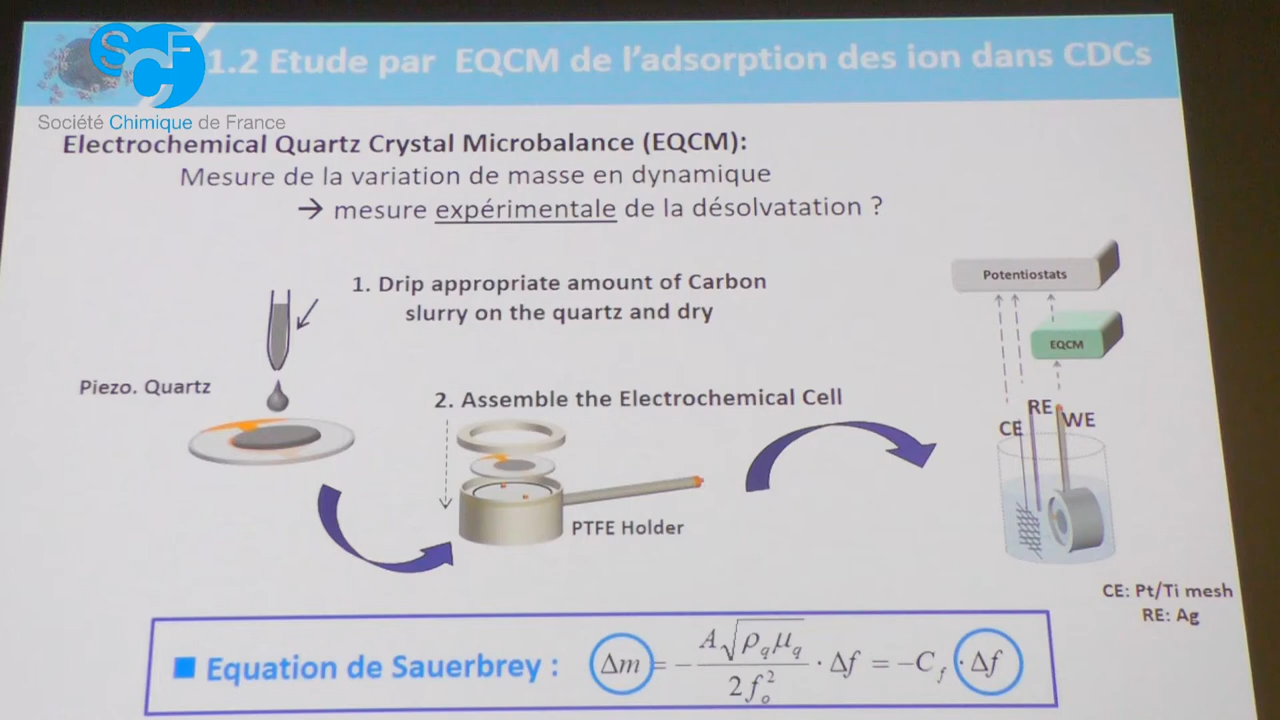 SCF
Société Chimique de France
1.2 Etude par EQCM de l'adsorption des ion dans CDCs
Electrochemical Quartz Crystal Microbalance (EQCM):
Mesure de la variation de masse en dynamique
→ mesure expérimentale de la désolvatation ?
1. Drip appropriate amount of Carbon
slurry on the quartz and dry
Piezo. Quartz
2. Assemble the Electrochemical Cell
PTFE Holder
Potentiostats
EQCM
CE
RE
WE
CE: Pt/Ti mesh
RE: Ag
■ Equation de Sauerbrey : Δm = − A√ρqμq / 2fo² · Δf = −Cf · Δf